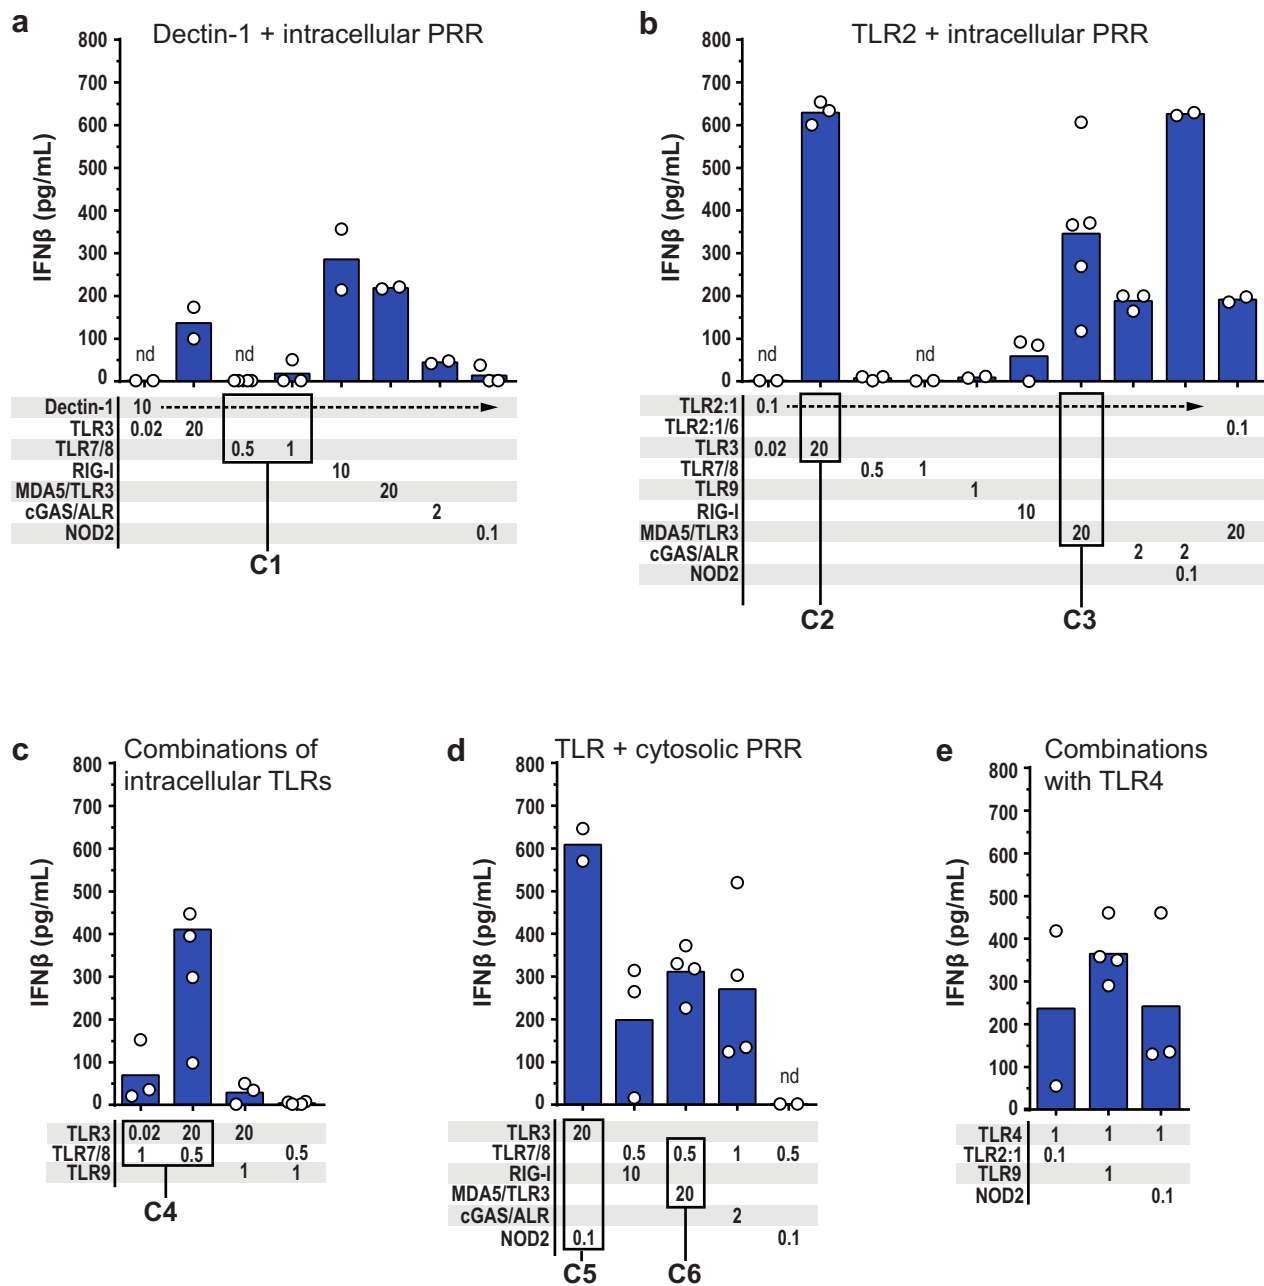 a
Dectin-1 + intracellular PRR
800
700
600
500
400
300
200
100
0
IFNβ (pg/mL)
nd
nd
Dectin-1 10
TLR3 0.02 20
TLR7/8 0.5 1
RIG-I 10
MDA5/TLR3 20
cGAS/ALR 2
NOD2 0.1
C1
b
TLR2 + intracellular PRR
800
700
600
500
400
300
200
100
0
IFNβ (pg/mL)
nd
nd
TLR2:1 0.1
TLR2:1/6 0.1
TLR3 0.02 20
TLR7/8 0.5 1
TLR9 1
RIG-I 10
MDA5/TLR3 20 20
cGAS/ALR 2 2
NOD2 0.1
C2 C3
c
Combinations of
intracellular TLRs
800
700
600
500
400
300
200
100
0
IFNβ (pg/mL)
TLR3 0.02 20 20
TLR7/8 1 0.5 0.5
TLR9 1 1
C4
d
TLR + cytosolic PRR
800
700
600
500
400
300
200
100
0
IFNβ (pg/mL)
nd
TLR3 20
TLR7/8 0.5 0.5 1 0.5
RIG-I 10
MDA5/TLR3 20
cGAS/ALR 2
NOD2 0.1 0.1
C5 C6
e
Combinations
with TLR4
800
700
600
500
400
300
200
100
0
IFNβ (pg/mL)
TLR4 1 1 1
TLR2:1 0.1
TLR9 1
NOD2 0.1